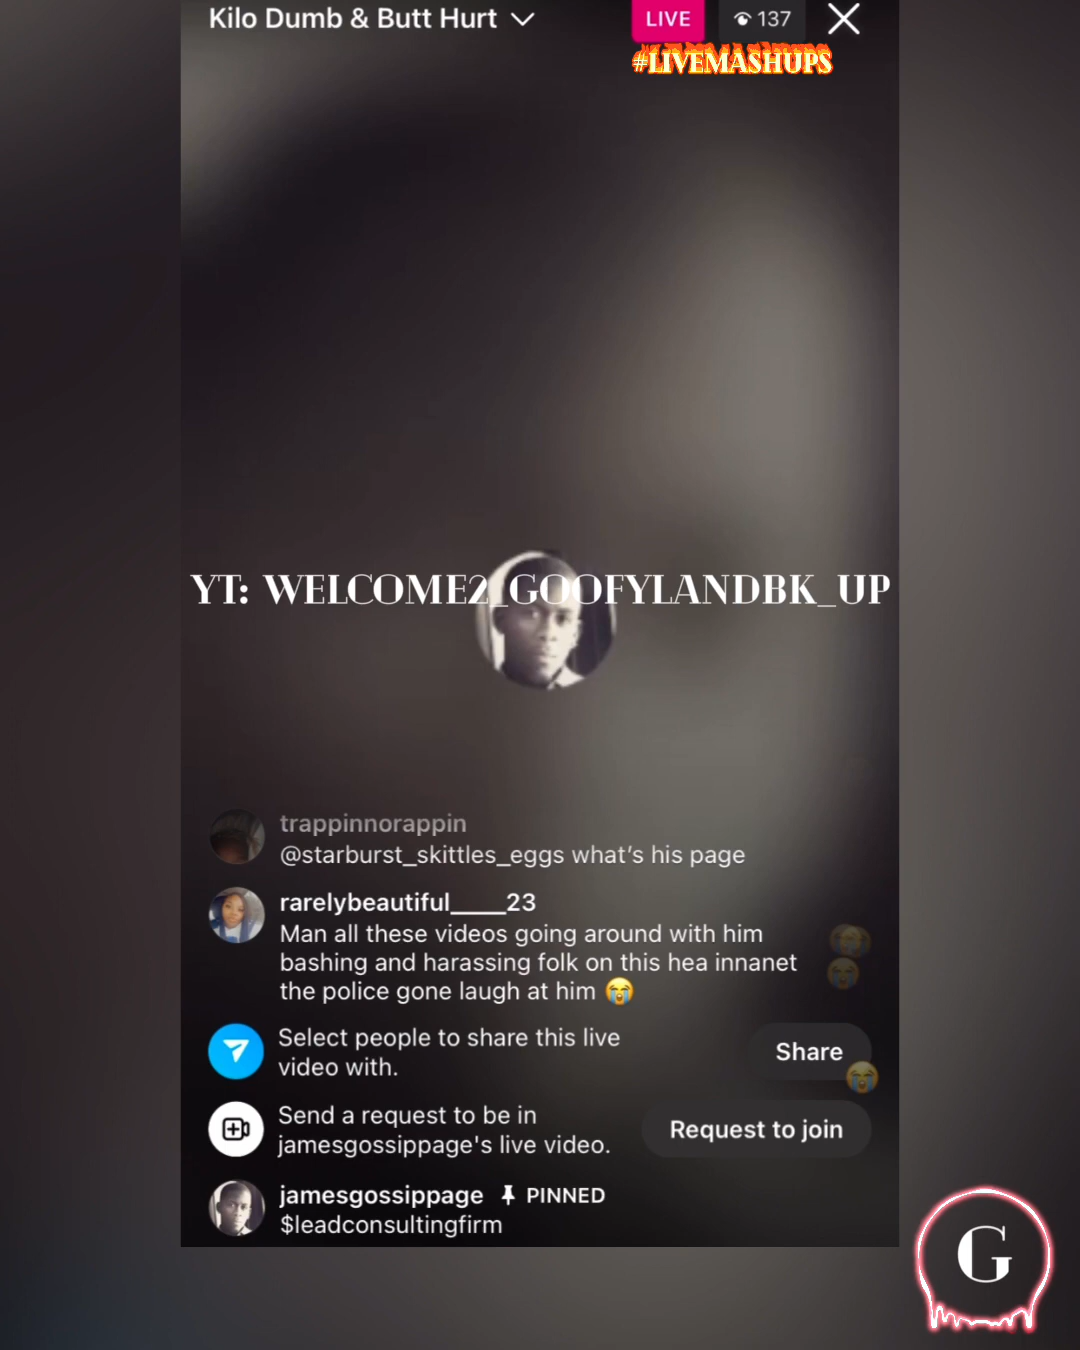 Kilo Dumb & Butt Hurt
LIVE
137
#LIVEMASHUPS
YT: WELCOME2_GOOFYLANDBK_UP
trappinnorappin
@starburst_skittles_eggs what's his page
rarelybeautiful_____23
Man all these videos going around with him
bashing and harassing folk on this hea innanet
the police gone laugh at him 😭
Select people to share this live
video with.
Share
Send a request to be in
jamesgossippage's live video.
Request to join
jamesgossippage PINNED
$leadconsultingfirm
G